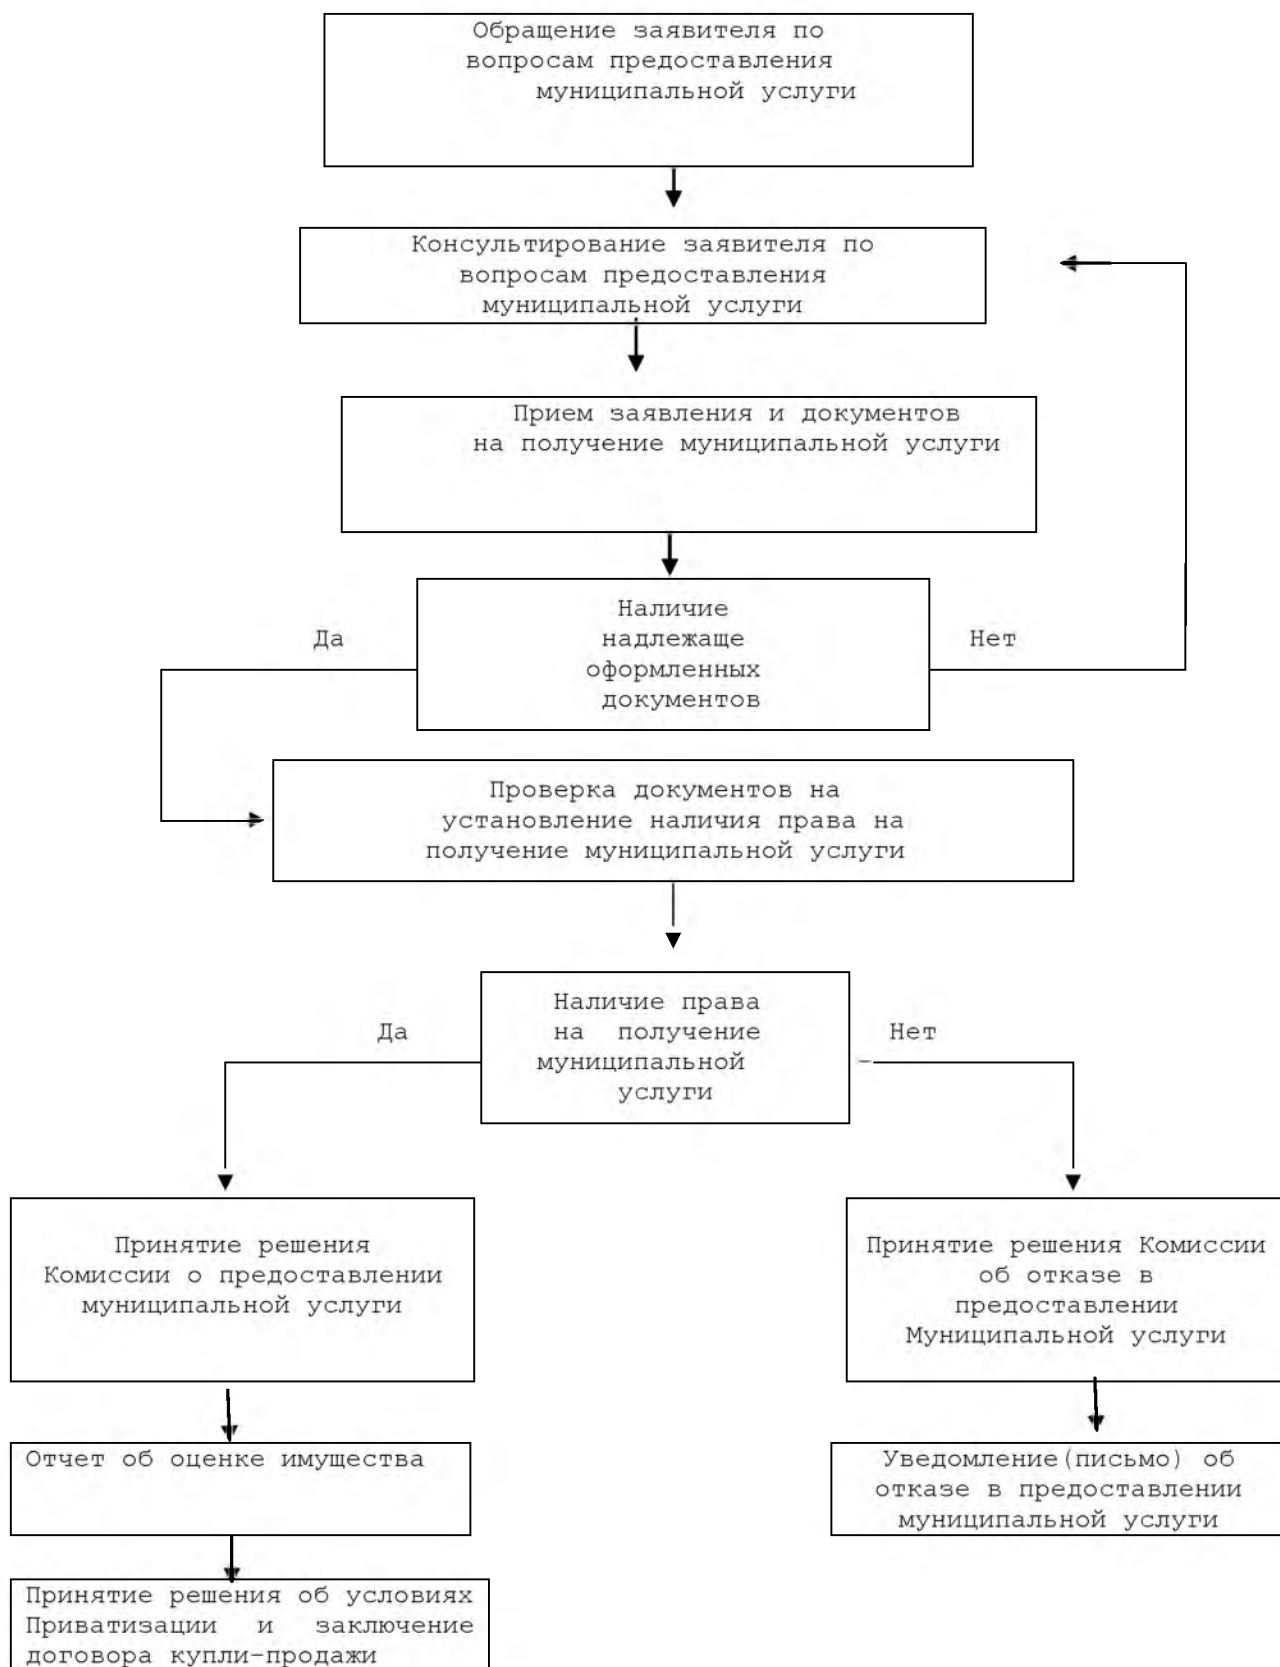 Обращение заявителя по
вопросам предоставления
муниципальной услуги
Консультирование заявителя по
вопросам предоставления
муниципальной услуги
Прием заявления и документов
на получение муниципальной услуги
Наличие
надлежаще
оформленных
документов
Да
Нет
Проверка документов на
установление наличия права на
получение муниципальной услуги
Наличие права
на получение
муниципальной
услуги
Да
Нет
Принятие решения
Комиссии о предоставлении
муниципальной услуги
Принятие решения Комиссии
об отказе в
предоставлении
Муниципальной услуги
Отчет об оценке имущества
Уведомление(письмо) об
отказе в предоставлении
муниципальной услуги
Принятие решения об условиях
Приватизации и заключение
договора купли-продажи